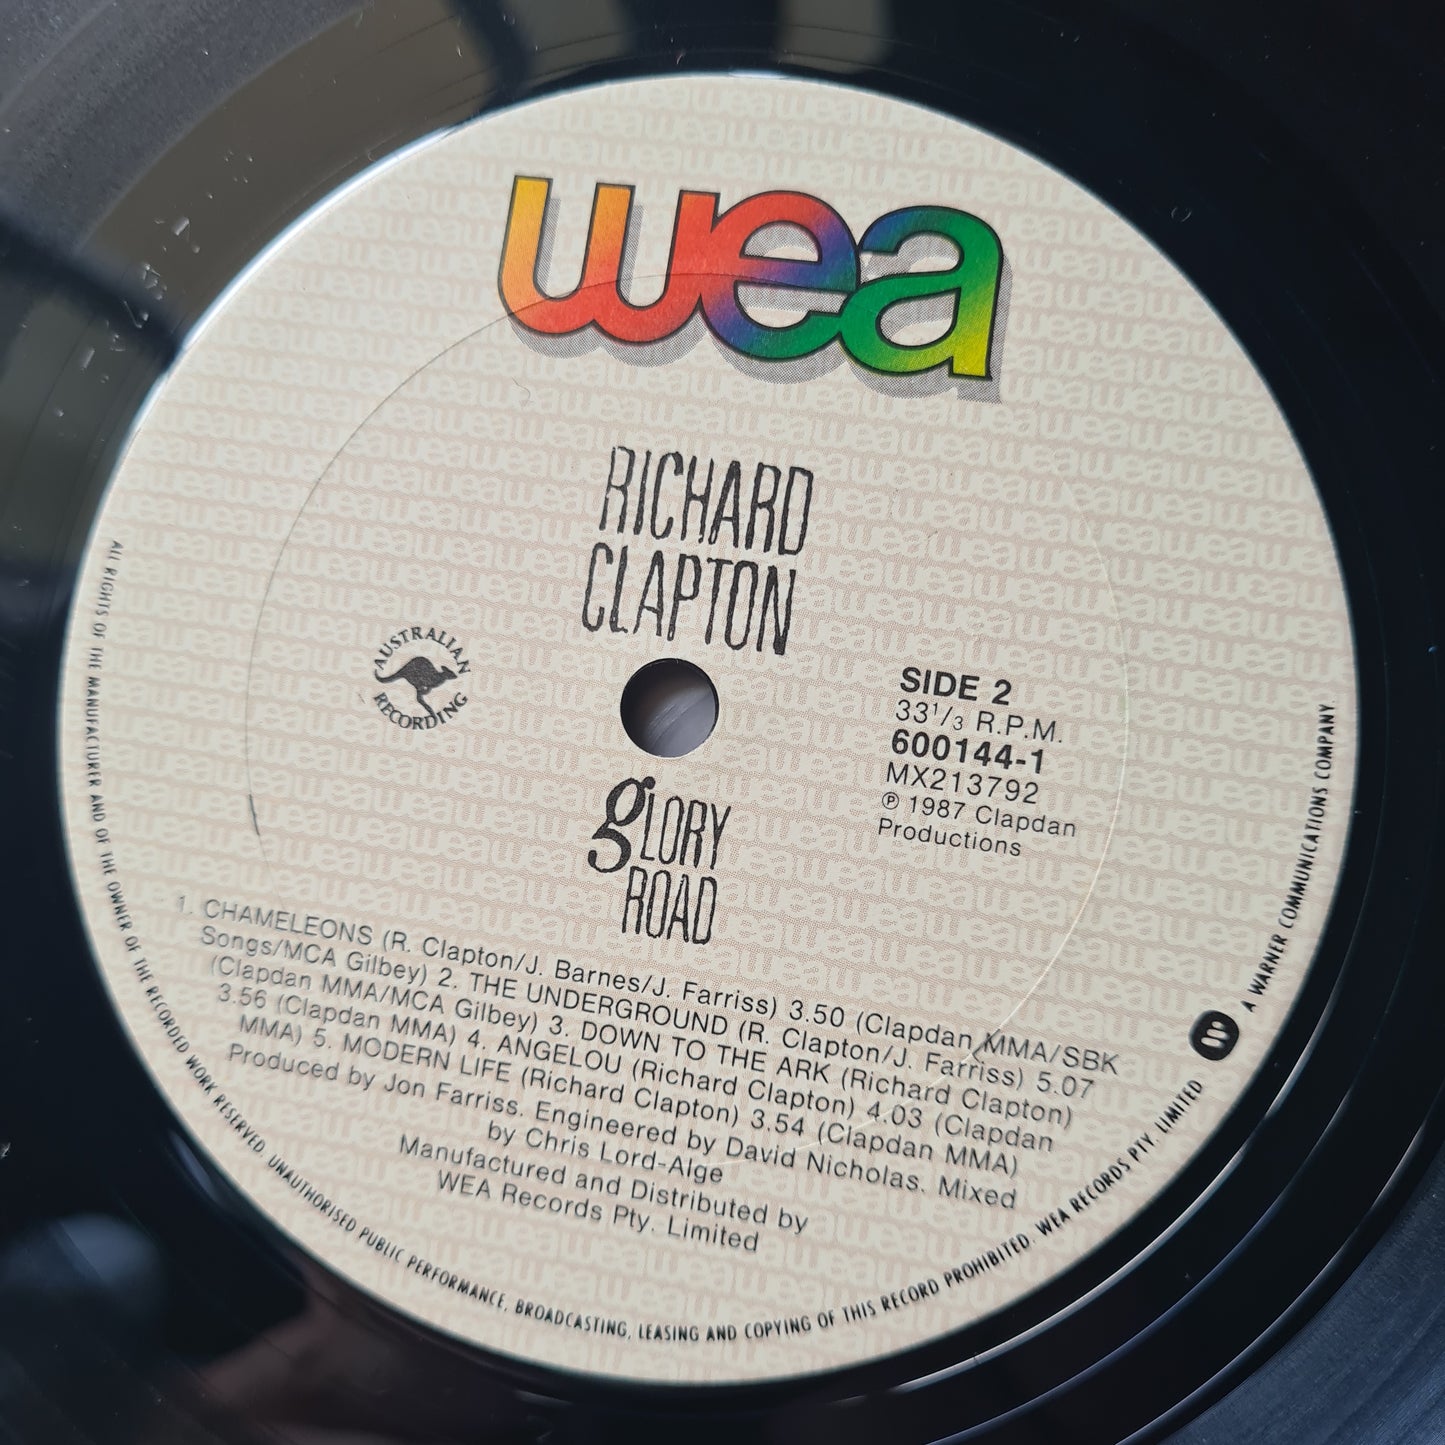 wea
RICHARD
CLAPTON
AUSTRALIAN
RECORDING
SIDE 2
33 1/3 R.P.M.
600144-1
MX213792
℗ 1987 Clapdan
Productions
gLORY
ROAD
1. CHAMELEONS (R. Clapton/J. Barnes/J. Farriss) 3.50 (Clapdan MMA/SBK
Songs/MCA Gilbey) 2. THE UNDERGROUND (R. Clapton/J. Farriss) 5.07
(Clapdan MMA/MCA Gilbey) 3. DOWN TO THE ARK (Richard Clapton)
3.56 (Clapdan MMA) 4. ANGELOU (Richard Clapton) 4.03 (Clapdan
MMA) 5. MODERN LIFE (Richard Clapton) 3.54 (Clapdan MMA)
Produced by Jon Farriss. Engineered by David Nicholas. Mixed
by Chris Lord-Alge
Manufactured and Distributed by
WEA Records Pty. Limited
ALL RIGHTS OF THE MANUFACTURER AND OF THE OWNER OF THE RECORDED WORK RESERVED. UNAUTHORISED PUBLIC PERFORMANCE, BROADCASTING, LEASING AND COPYING OF THIS RECORD PROHIBITED. WEA RECORDS PTY. LIMITED
A WARNER COMMUNICATIONS COMPANY.